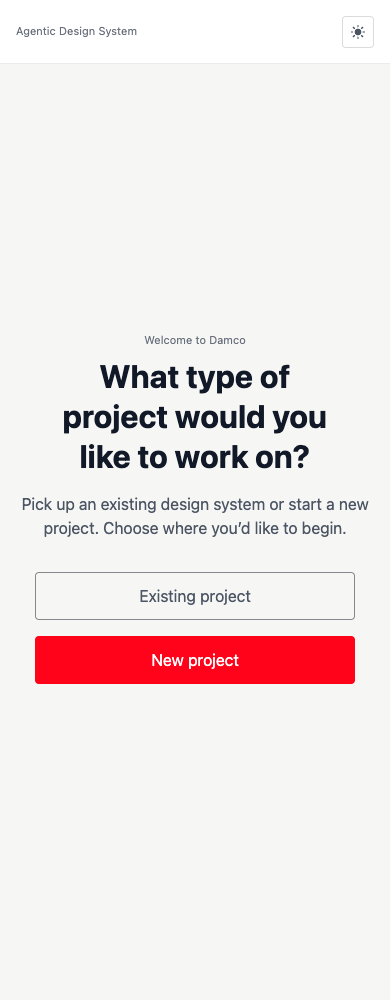 Agentic Design System
Welcome to Damco
What type of
project would you
like to work on?
Pick up an existing design system or start a new
project. Choose where you’d like to begin.
Existing project
New project